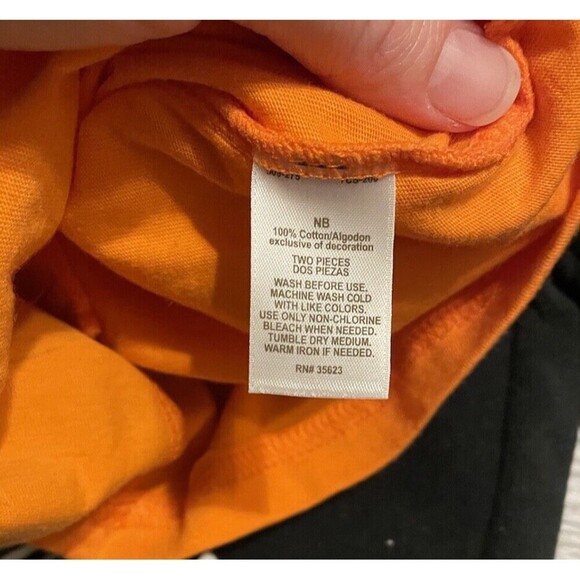 NB
100% Cotton/Algodon
exclusive of decoration
TWO PIECES
DOS PIEZAS
WASH BEFORE USE.
MACHINE WASH COLD
WITH LIKE COLORS.
USE ONLY NON-CHLORINE
BLEACH WHEN NEEDED.
TUMBLE DRY MEDIUM.
WARM IRON IF NEEDED.
RN# 35623